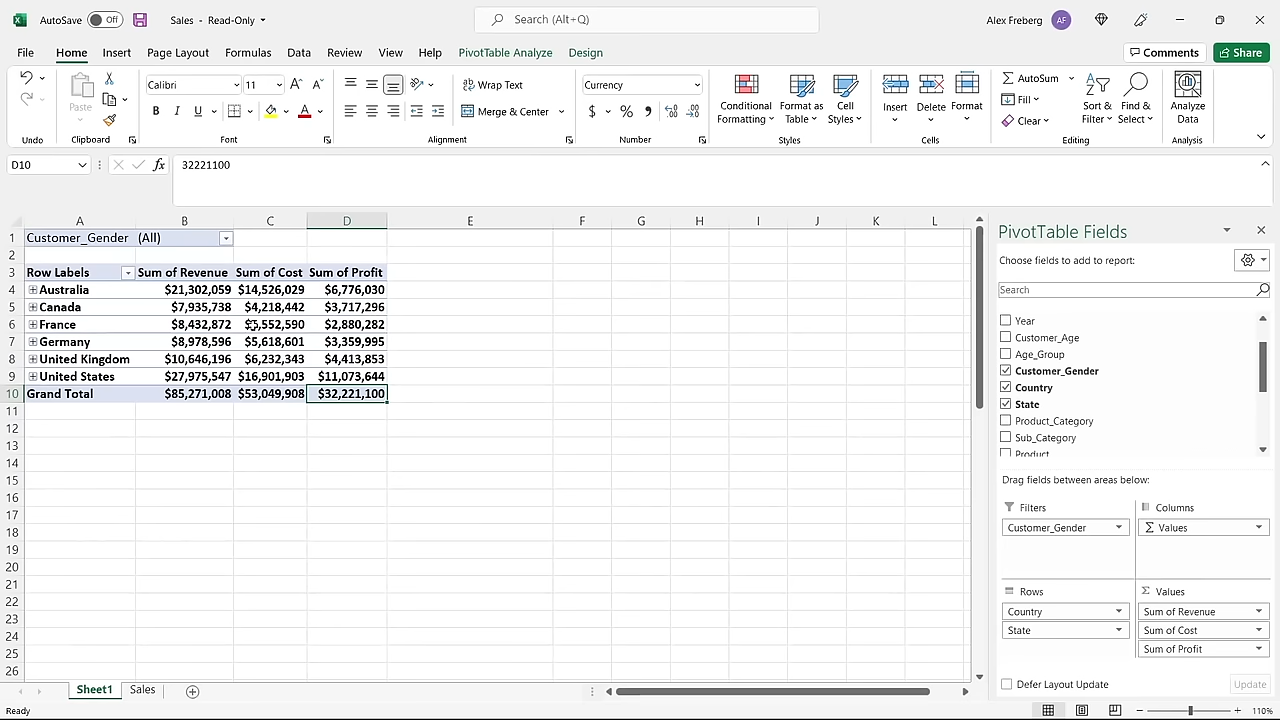 AutoSave Off Sales - Read-Only Search (Alt+Q) Alex Freberg AF
File Home Insert Page Layout Formulas Data Review View Help PivotTable Analyze Design Comments Share
Calibri 11 Wrap Text Currency AutoSum
Paste B I U Merge & Center $ % Conditional Formatting Format as Table Cell Styles Insert Delete Format Fill Clear Sort & Filter Find & Select Analyze Data
Undo Clipboard Font Alignment Number Styles Cells Editing Analysis
D10 fx 32221100
A B C D E F G H I J K L
1 Customer_Gender (All)
2
3 Row Labels Sum of Revenue Sum of Cost Sum of Profit
4 Australia $21,302,059 $14,526,029 $6,776,030
5 Canada $7,935,738 $4,218,442 $3,717,296
6 France $8,432,872 ,552,590 $2,880,282
7 Germany $8,978,596 $5,618,601 $3,359,995
8 United Kingdom $10,646,196 $6,232,343 $4,413,853
9 United States $27,975,547 $16,901,903 $11,073,644
10 Grand Total $85,271,008 $53,049,908 $32,221,100
11
12
13
14
15
16
17
18
19
20
21
22
23
24
25
26
PivotTable Fields
Choose fields to add to report:
Search
Year
Customer_Age
Age_Group
Customer_Gender
Country
State
Product_Category
Sub_Category
Product
Drag fields between areas below:
Filters Columns
Customer_Gender Σ Values
Rows Σ Values
Country Sum of Revenue
State Sum of Cost
Sum of Profit
Defer Layout Update Update
Sheet1 Sales
Ready 110%